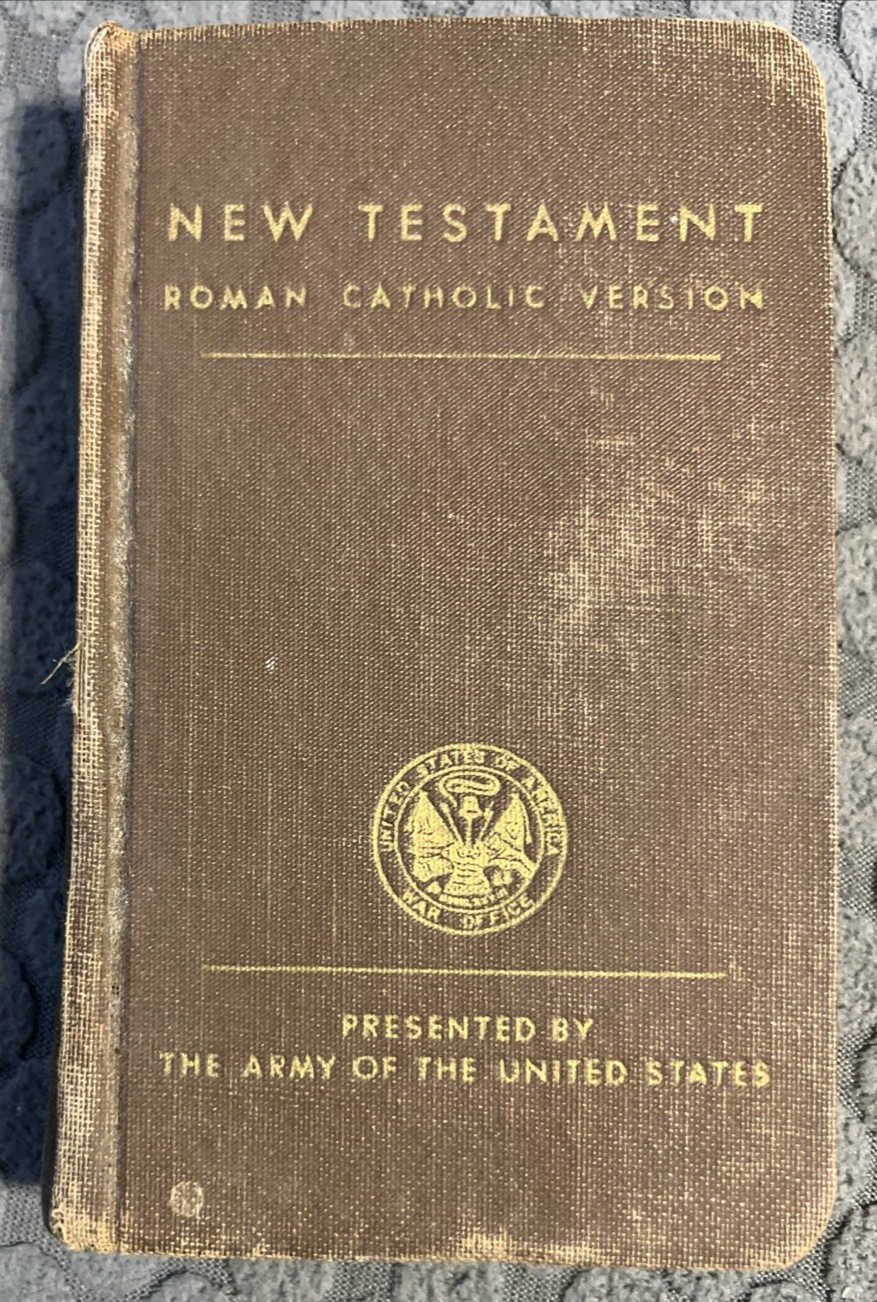 NEW TESTAMENT
ROMAN CATHOLIC VERSION
UNITED STATES OF AMERICA
WAR OFFICE
PRESENTED BY
THE ARMY OF THE UNITED STATES